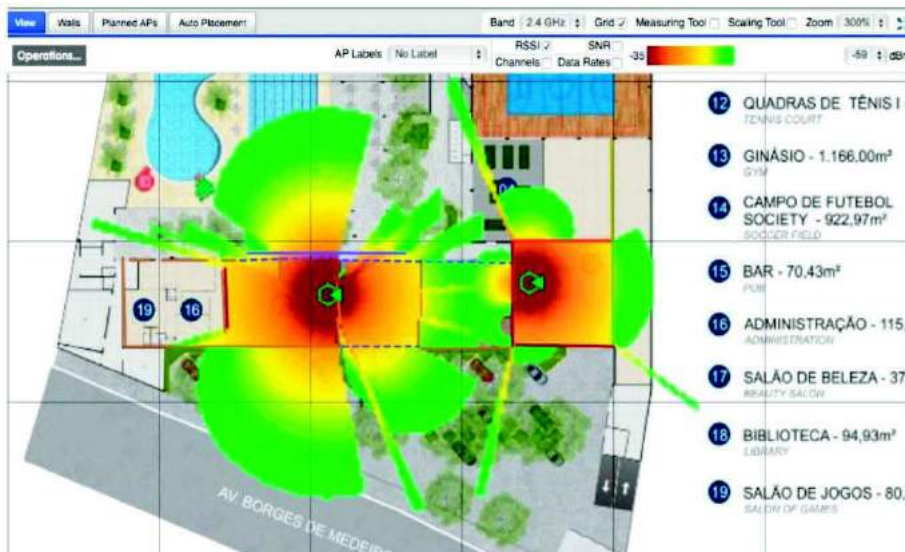 View Walls Planned APs Auto Placement Band 2.4 GHz Grid Measuring Tool Scaling Tool Zoom 300%
Operations... AP Labels No Label RSSI SNR Channels Data Rates -35 -59 dBm
12 QUADRAS DE TÊNIS I
TENNIS COURT
13 GINÁSIO - 1.166,00m²
GYM
14 CAMPO DE FUTEBOL
SOCIETY - 922,97m²
SOCCER FIELD
15 BAR - 70,43m²
PUB
16 ADMINISTRAÇÃO - 115,
ADMINISTRATION
17 SALÃO DE BELEZA - 37
BEAUTY SALON
18 BIBLIOTECA - 94,93m²
LIBRARY
19 SALÃO DE JOGOS - 80,
SALON OF GAMES
19 16
AV. BORGES DE MEDEIRO